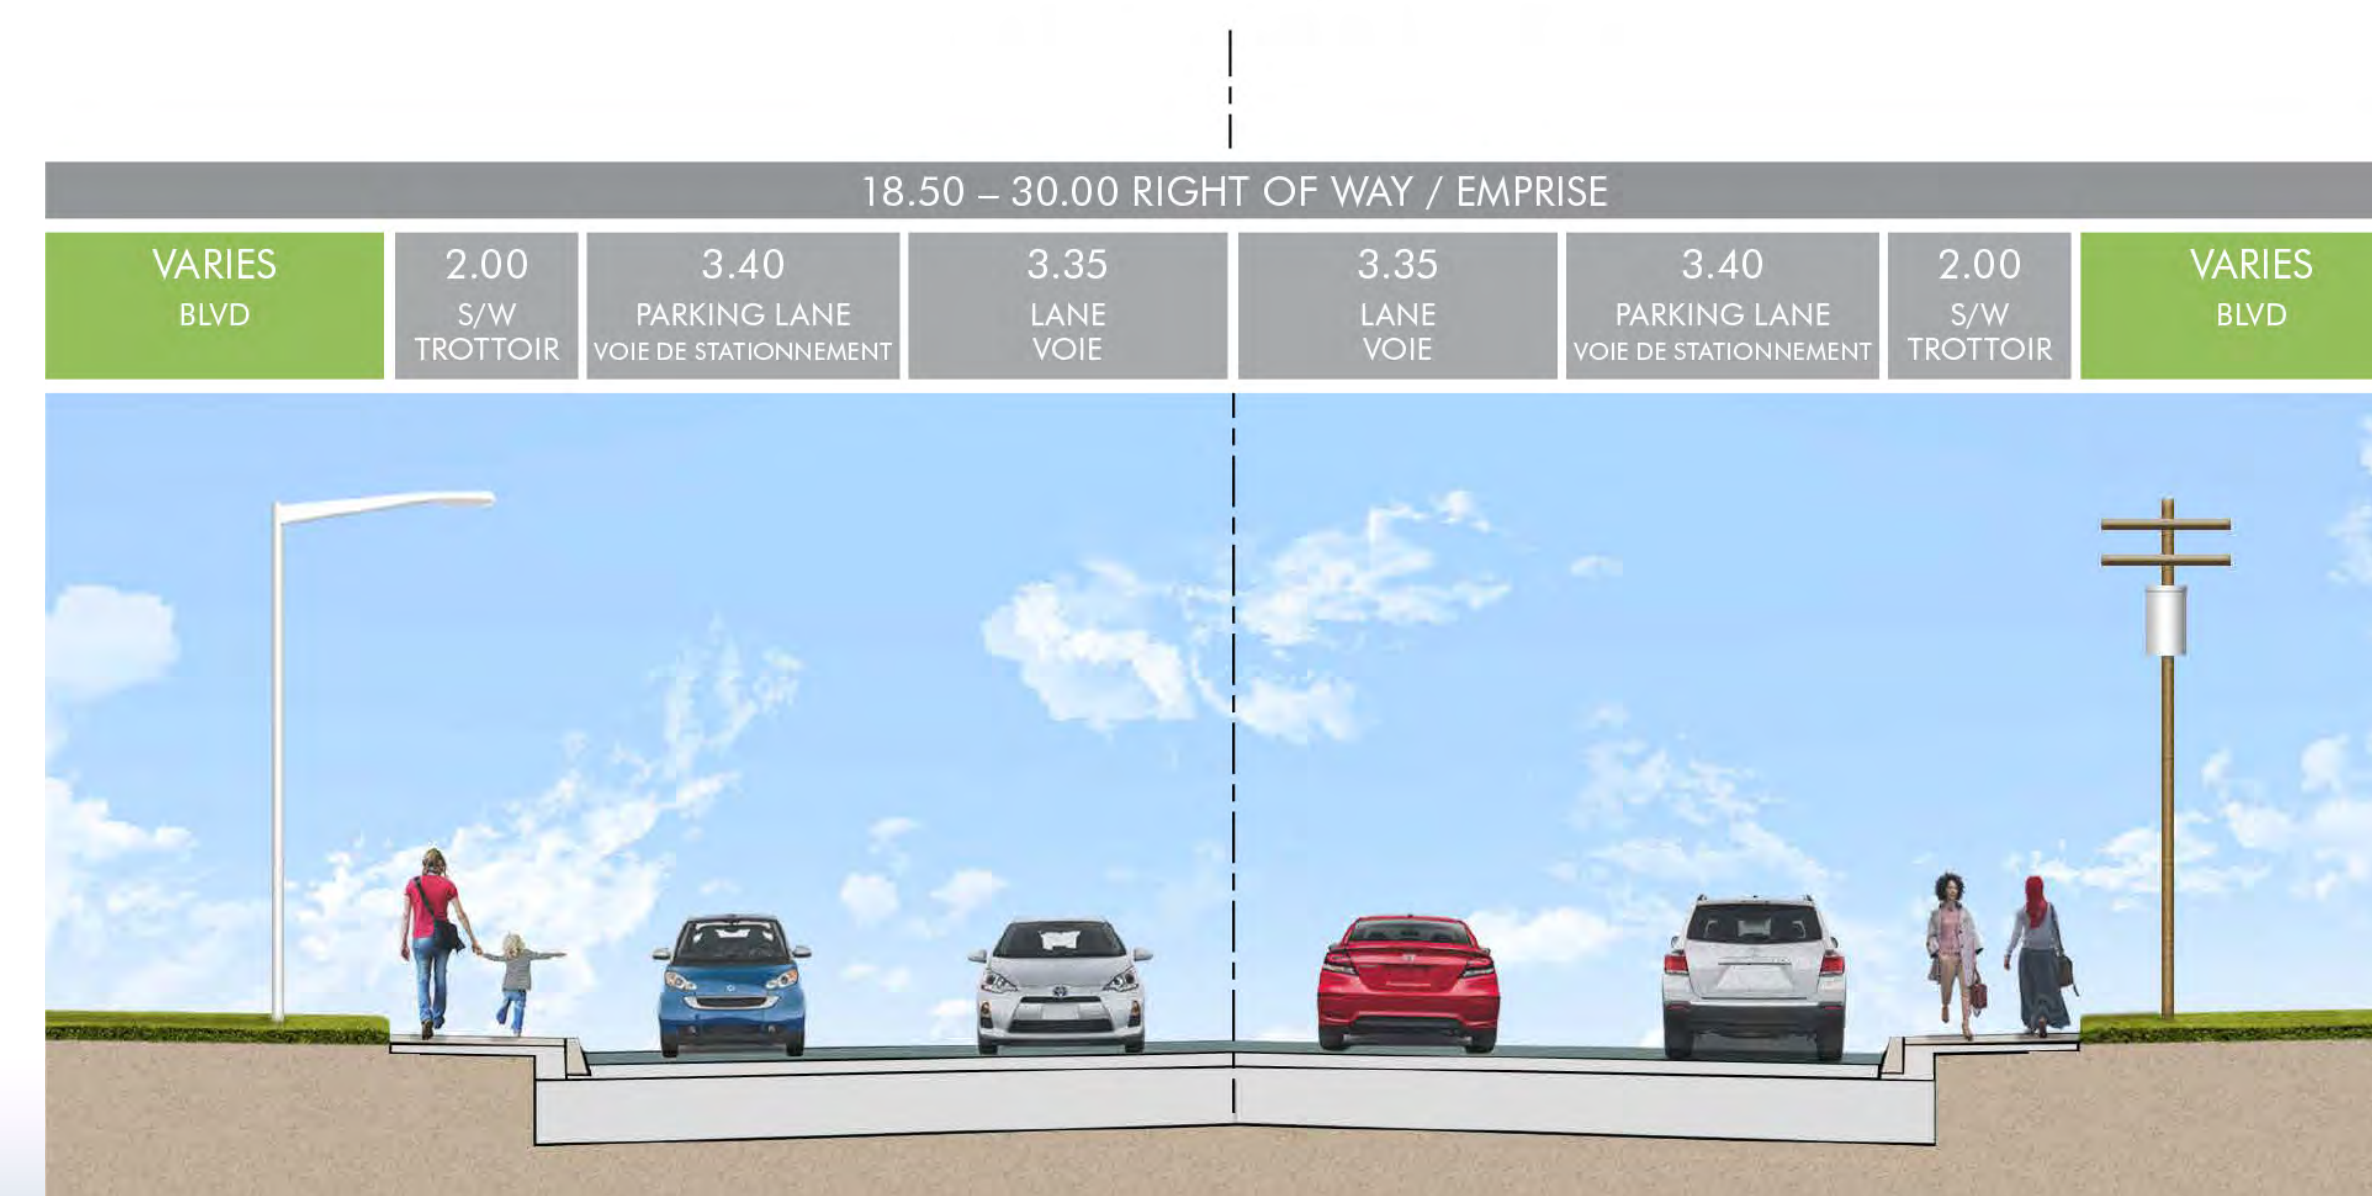 18.50 – 30.00 RIGHT OF WAY / EMPRISE
VARIES
BLVD
2.00
S/W
TROTTOIR
3.40
PARKING LANE
VOIE DE STATIONNEMENT
3.35
LANE
VOIE
3.35
LANE
VOIE
3.40
PARKING LANE
VOIE DE STATIONNEMENT
2.00
S/W
TROTTOIR
VARIES
BLVD